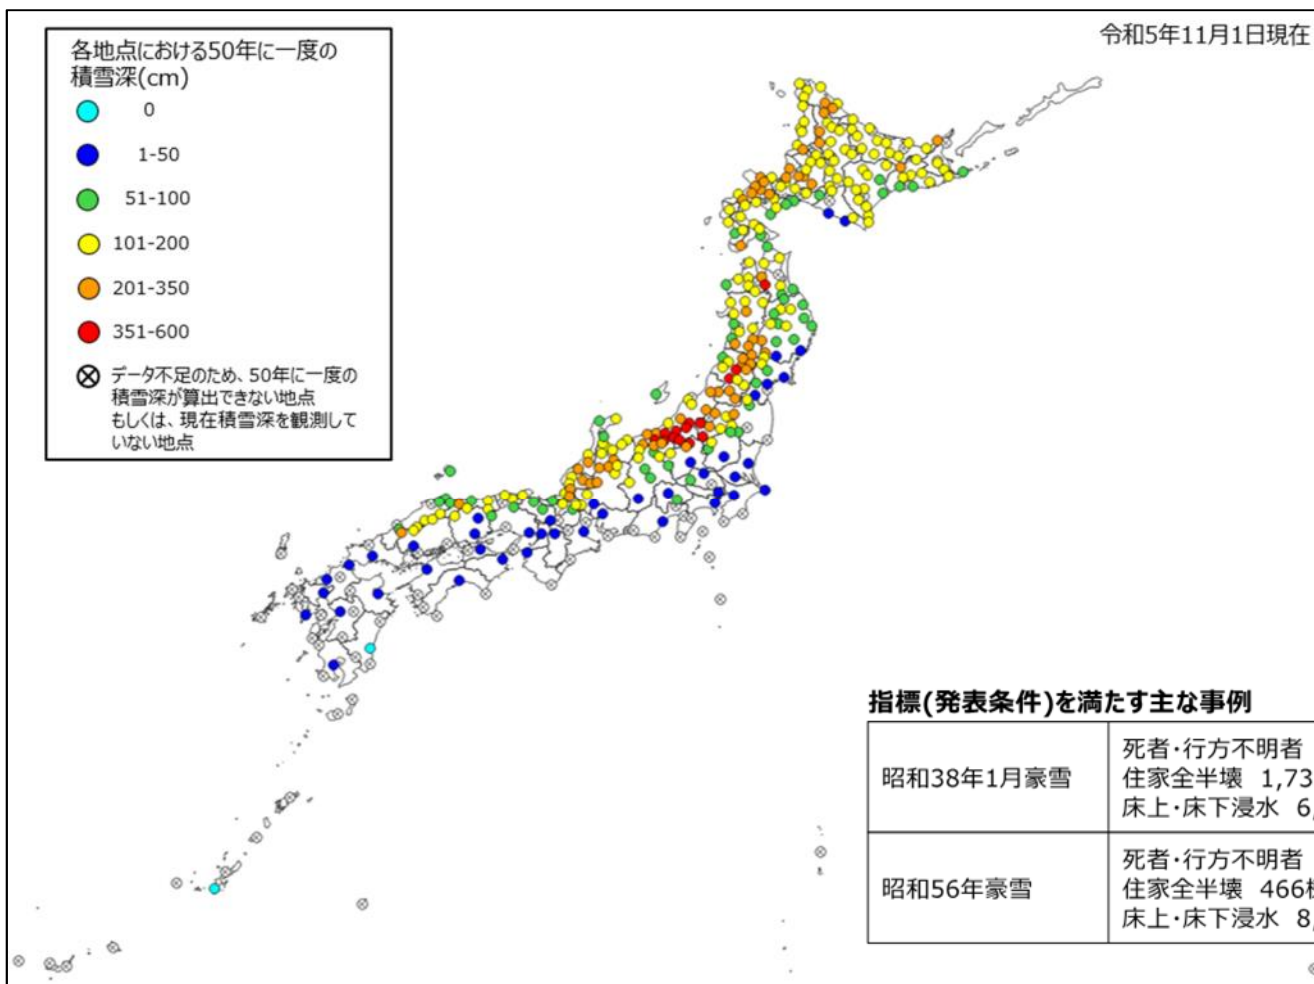 令和5年11月1日現在
各地点における50年に一度の
積雪深(cm)
0
1-50
51-100
101-200
201-350
351-600
データ不足のため、50年に一度の
積雪深が算出できない地点
もしくは、現在積雪深を観測して
いない地点
指標(発表条件)を満たす主な事例
昭和38年1月豪雪
死者・行方不明者
住家全半壊 1,73
床上・床下浸水 6,
昭和56年豪雪
死者・行方不明者
住家全半壊 466
床上・床下浸水 8,